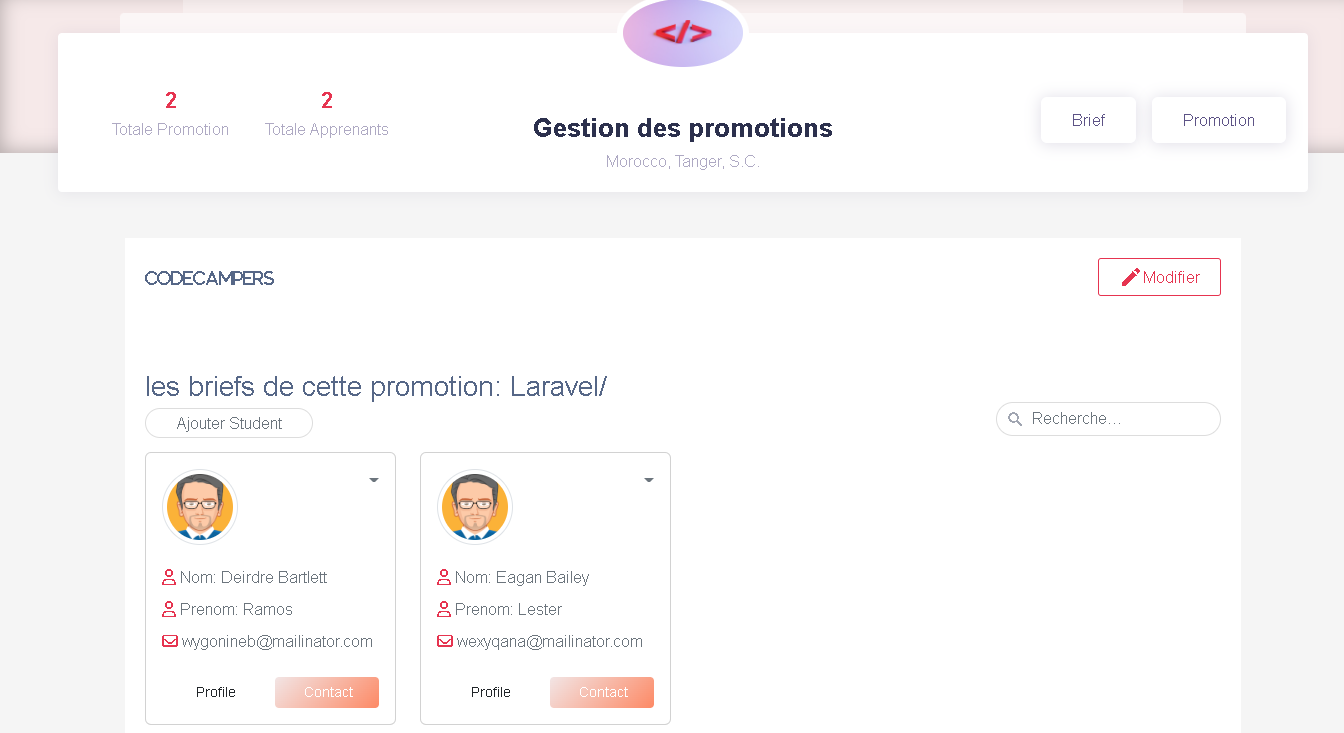 </>
2
Totale Promotion
2
Totale Apprenants
Gestion des promotions
Morocco, Tanger, S.C.
Brief
Promotion
CODECAMPERS
Modifier
les briefs de cette promotion: Laravel/
Ajouter Student
Recherche...
Nom: Deirdre Bartlett
Prenom: Ramos
wygonineb@mailinator.com
Profile
Contact
Nom: Eagan Bailey
Prenom: Lester
wexyqana@mailinator.com
Profile
Contact